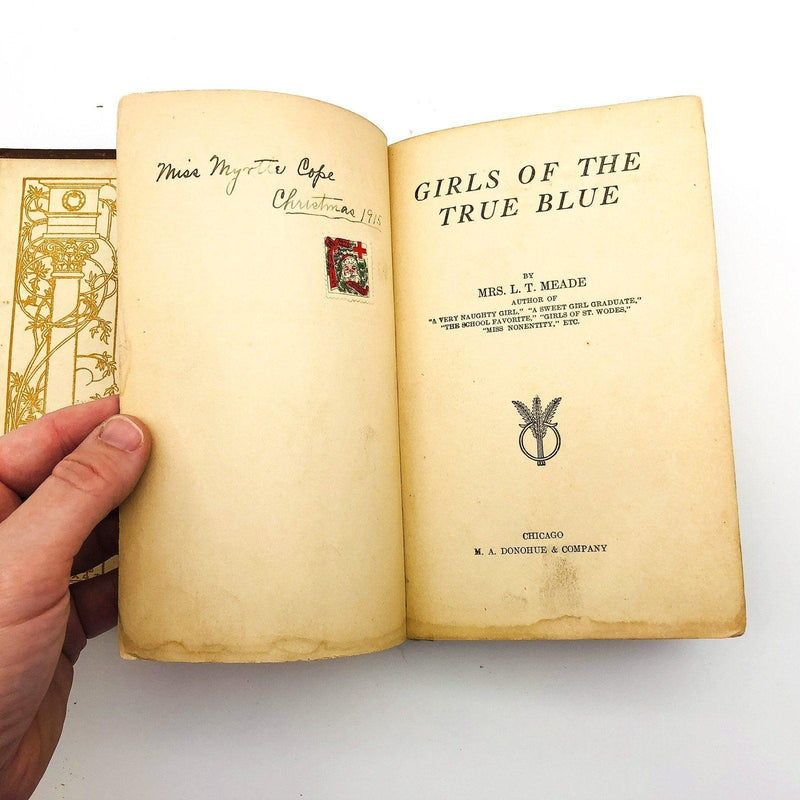 Miss Myrtle Cope
Christmas 1915
GIRLS OF THE
TRUE BLUE
BY
MRS. L. T. MEADE
AUTHOR OF
"A VERY NAUGHTY GIRL," "A SWEET GIRL GRADUATE,"
"THE SCHOOL FAVORITE," "GIRLS OF ST. WODES,"
"MISS NONENTITY," ETC.
CHICAGO
M. A. DONOHUE & COMPANY